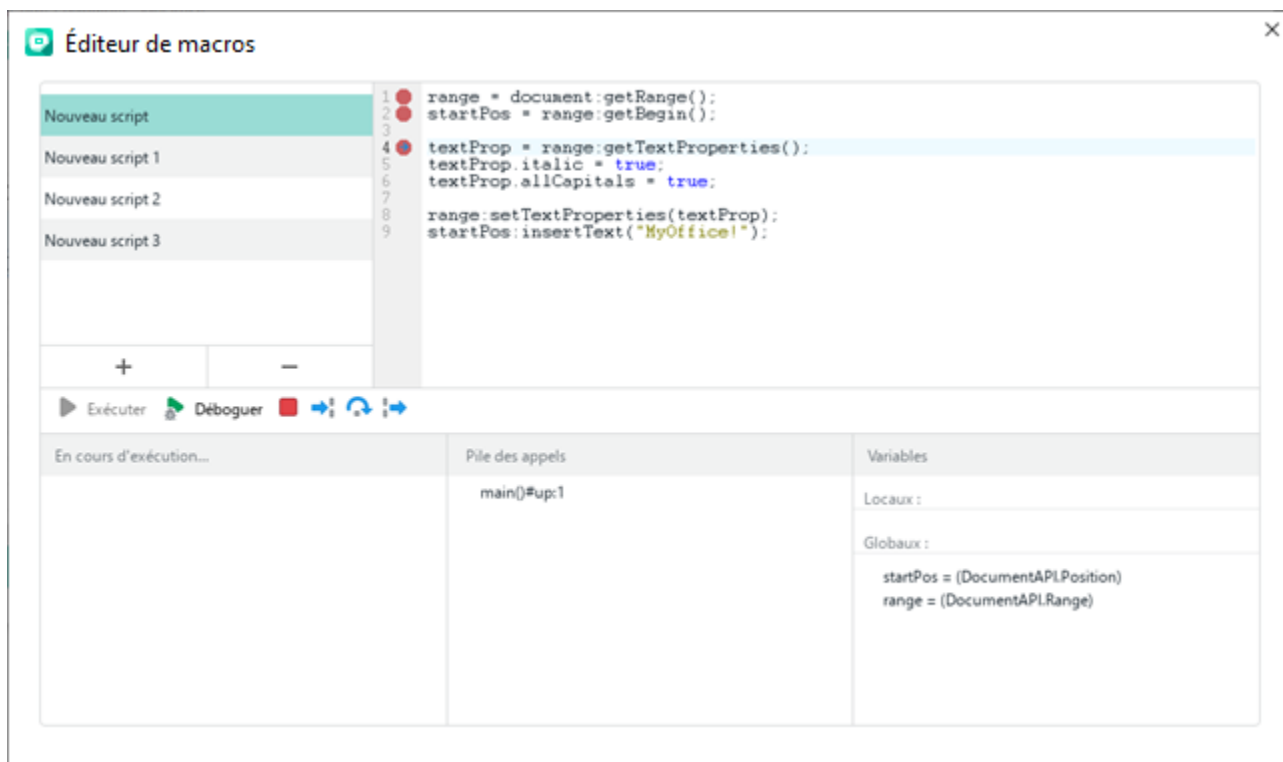 Éditeur de macros
Nouveau script
Nouveau script 1
Nouveau script 2
Nouveau script 3
+ −
1 range = document:getRange();
2 startPos = range:getBegin();
3
4 textProp = range:getTextProperties();
5 textProp.italic = true;
6 textProp.allCapitals = true;
7
8 range:setTextProperties(textProp);
9 startPos:insertText("MyOffice!");
Exécuter Déboguer
En cours d'exécution...
Pile des appels
main()#up:1
Variables
Locaux :
Globaux :
startPos = (DocumentAPI.Position)
range = (DocumentAPI.Range)